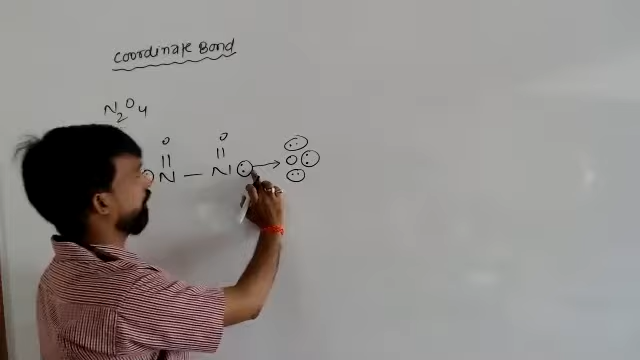 Coordinate Bond
N2O4
O O
|| ||
N — N : → O